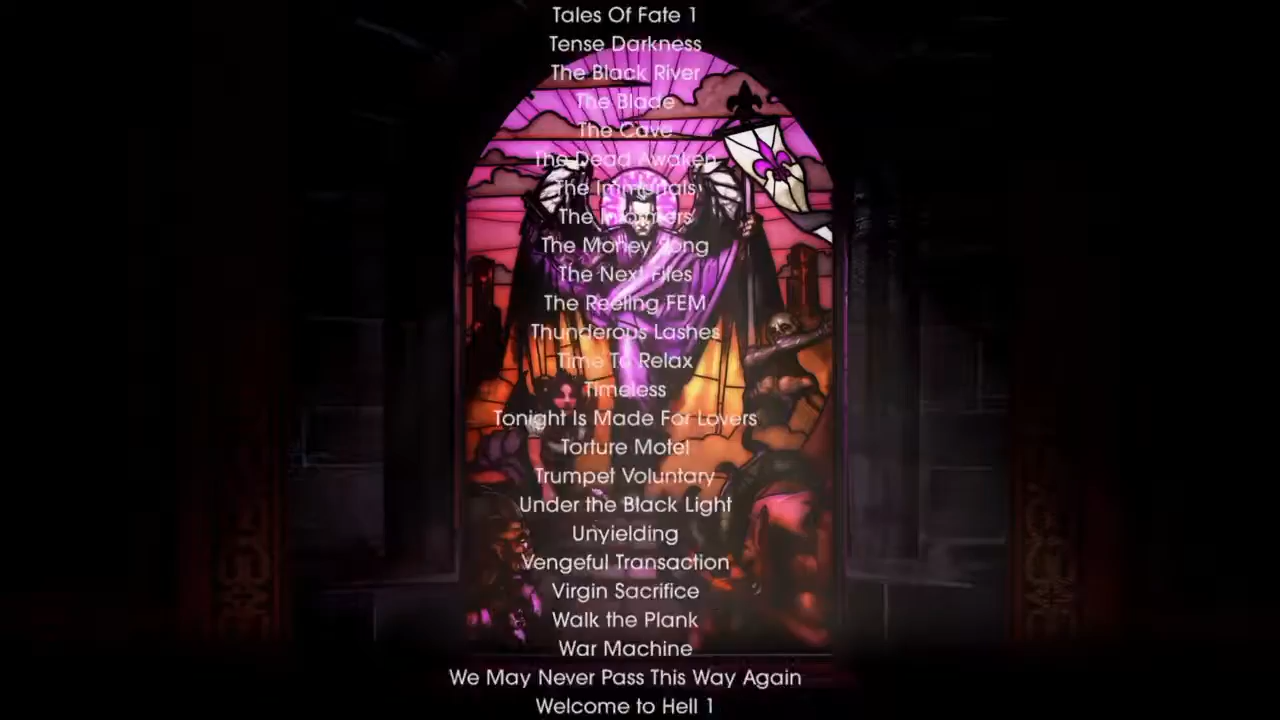 Tales Of Fate 1
Tense Darkness
The Black River
The Blade
The Cave
The Dead Awaken
The Immortals
The Informers
The Money Song
The Next Files
The Reeling FEM
Thunderous Lashes
Time To Relax
Timeless
Tonight Is Made For Lovers
Torture Motel
Trumpet Voluntary
Under the Black Light
Unyielding
Vengeful Transaction
Virgin Sacrifice
Walk the Plank
War Machine
We May Never Pass This Way Again
Welcome to Hell 1